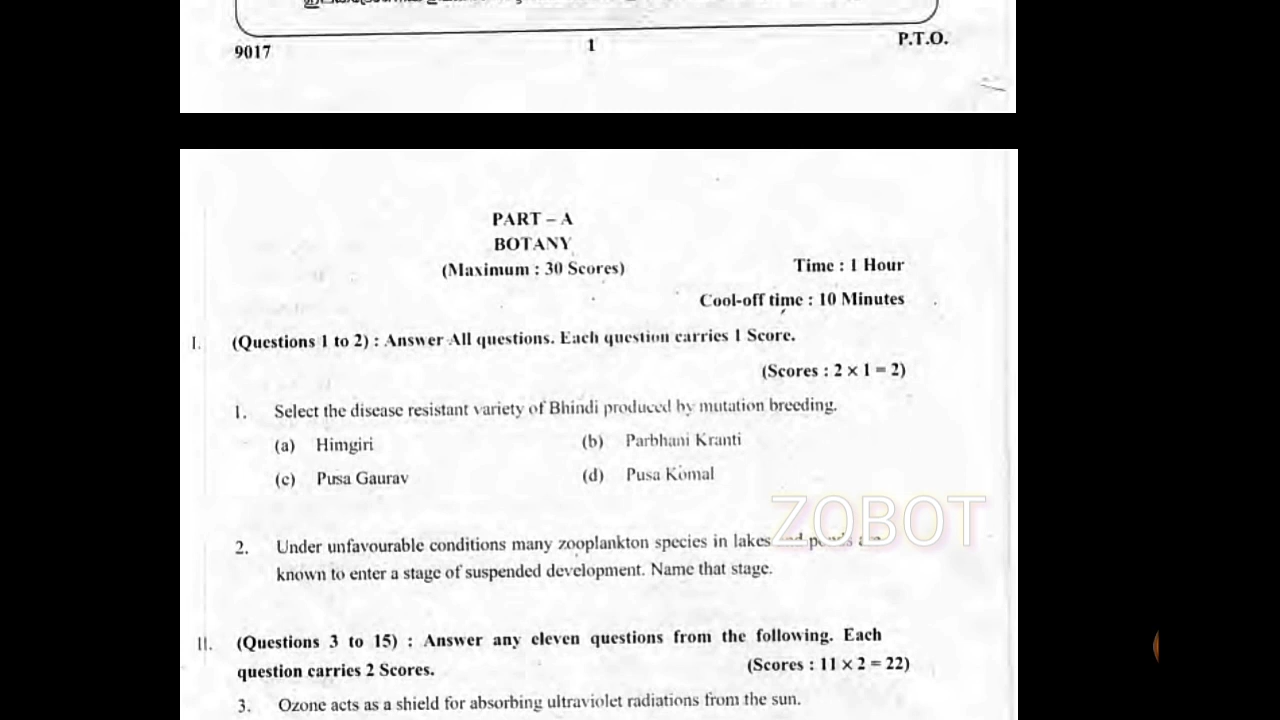 9017 1 P.T.O.
PART – A
BOTANY
(Maximum : 30 Scores)
Time : 1 Hour
Cool-off time : 10 Minutes
I. (Questions 1 to 2) : Answer All questions. Each question carries 1 Score.
(Scores : 2 × 1 = 2)
1. Select the disease resistant variety of Bhindi produced by mutation breeding.
(a) Himgiri (b) Parbhani Kranti
(c) Pusa Gaurav (d) Pusa Komal
ZOBOT
2. Under unfavourable conditions many zooplankton species in lakes
known to enter a stage of suspended development. Name that stage.
II. (Questions 3 to 15) : Answer any eleven questions from the following. Each
question carries 2 Scores. (Scores : 11 × 2 = 22)
3. Ozone acts as a shield for absorbing ultraviolet radiations from the sun.